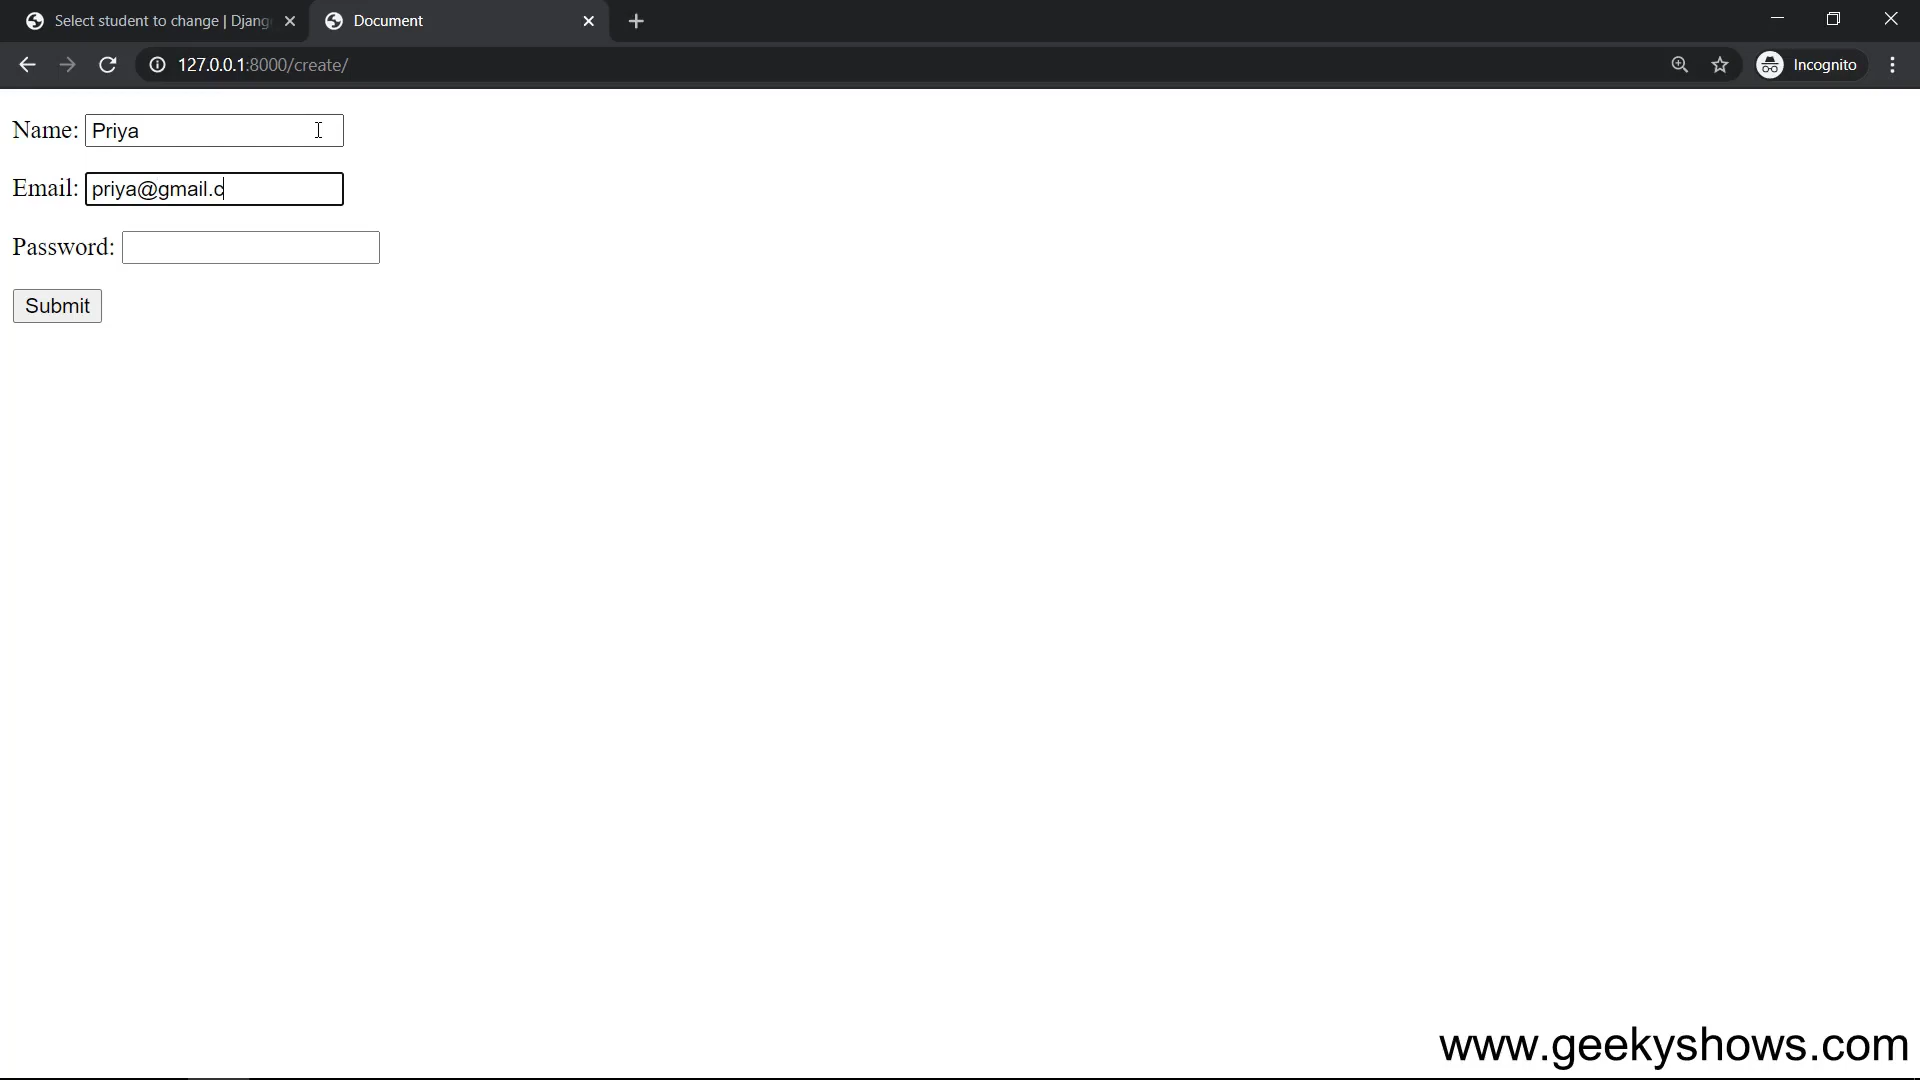 Select student to change | Djang
Document
127.0.0.1:8000/create/
Incognito
Name: Priya
Email: priya@gmail.c
Password:
Submit
www.geekyshows.com